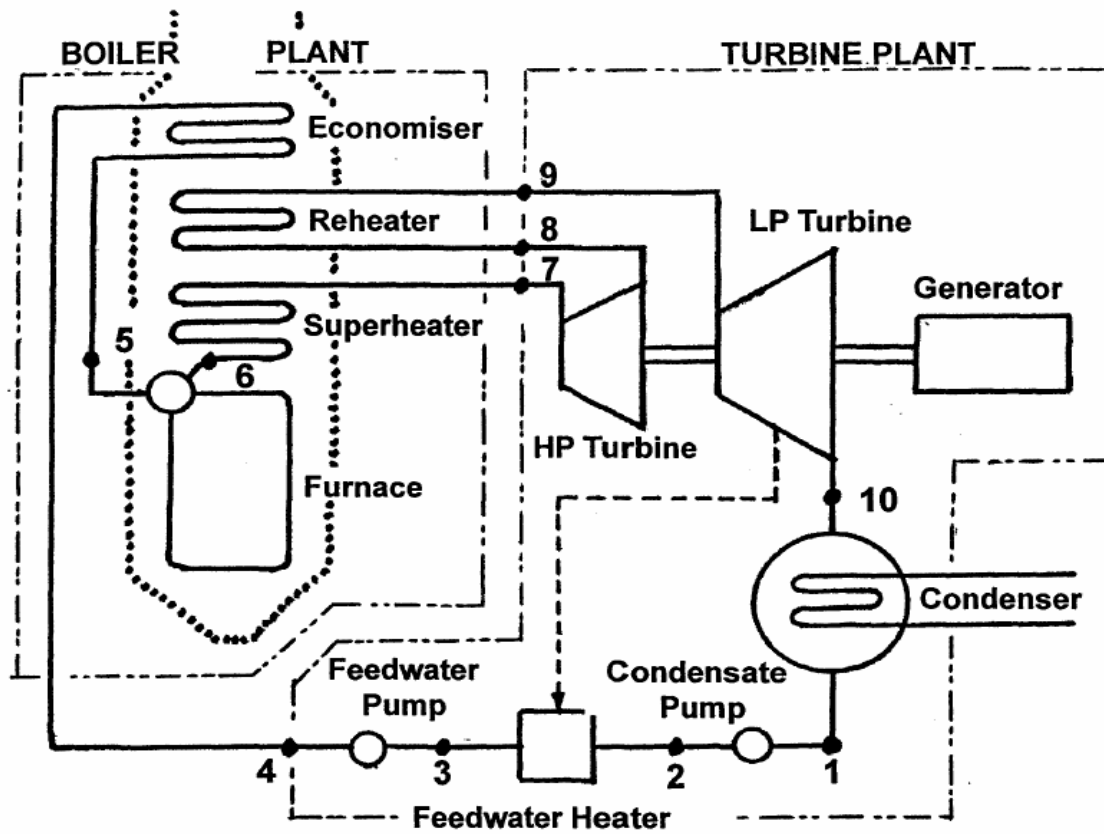 BOILER PLANT
TURBINE PLANT
Economiser
9
Reheater
LP Turbine
8
7
Generator
Superheater
5
6
HP Turbine
Furnace
10
Condenser
Feedwater
Pump
Condensate
Pump
4
3
2
1
Feedwater Heater